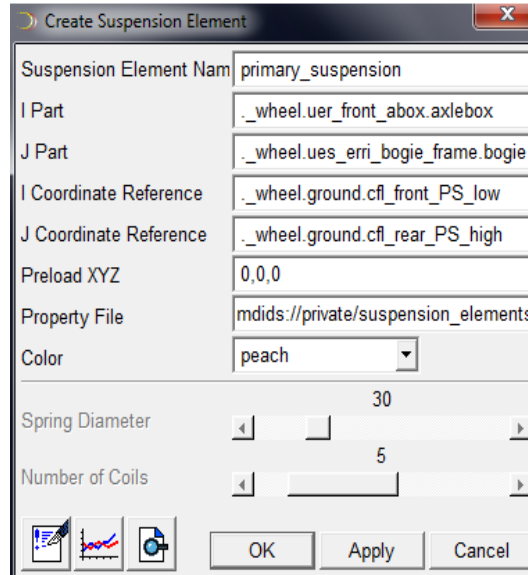 Create Suspension Element
Suspension Element Nam primary_suspension
I Part ._wheel.uer_front_abox.axlebox
J Part ._wheel.ues_erri_bogie_frame.bogie
I Coordinate Reference ._wheel.ground.cfl_front_PS_low
J Coordinate Reference ._wheel.ground.cfl_rear_PS_high
Preload XYZ 0,0,0
Property File mdids://private/suspension_elements
Color peach
30
Spring Diameter
5
Number of Coils
OK Apply Cancel